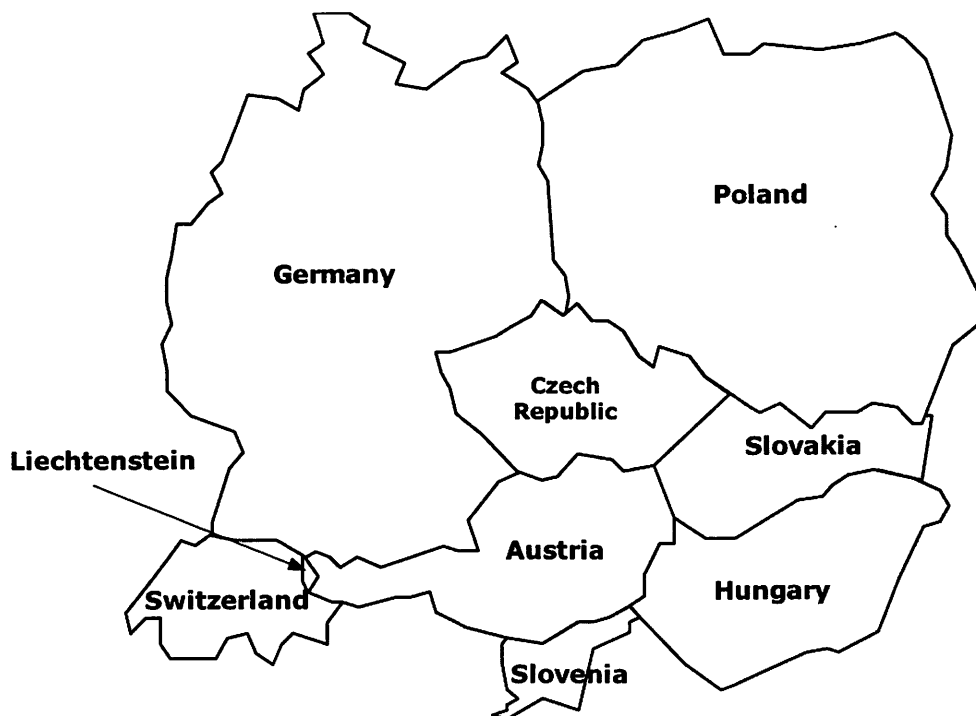 Poland
Germany
Czech
Republic
Slovakia
Liechtenstein
Austria
Hungary
Switzerland
Slovenia